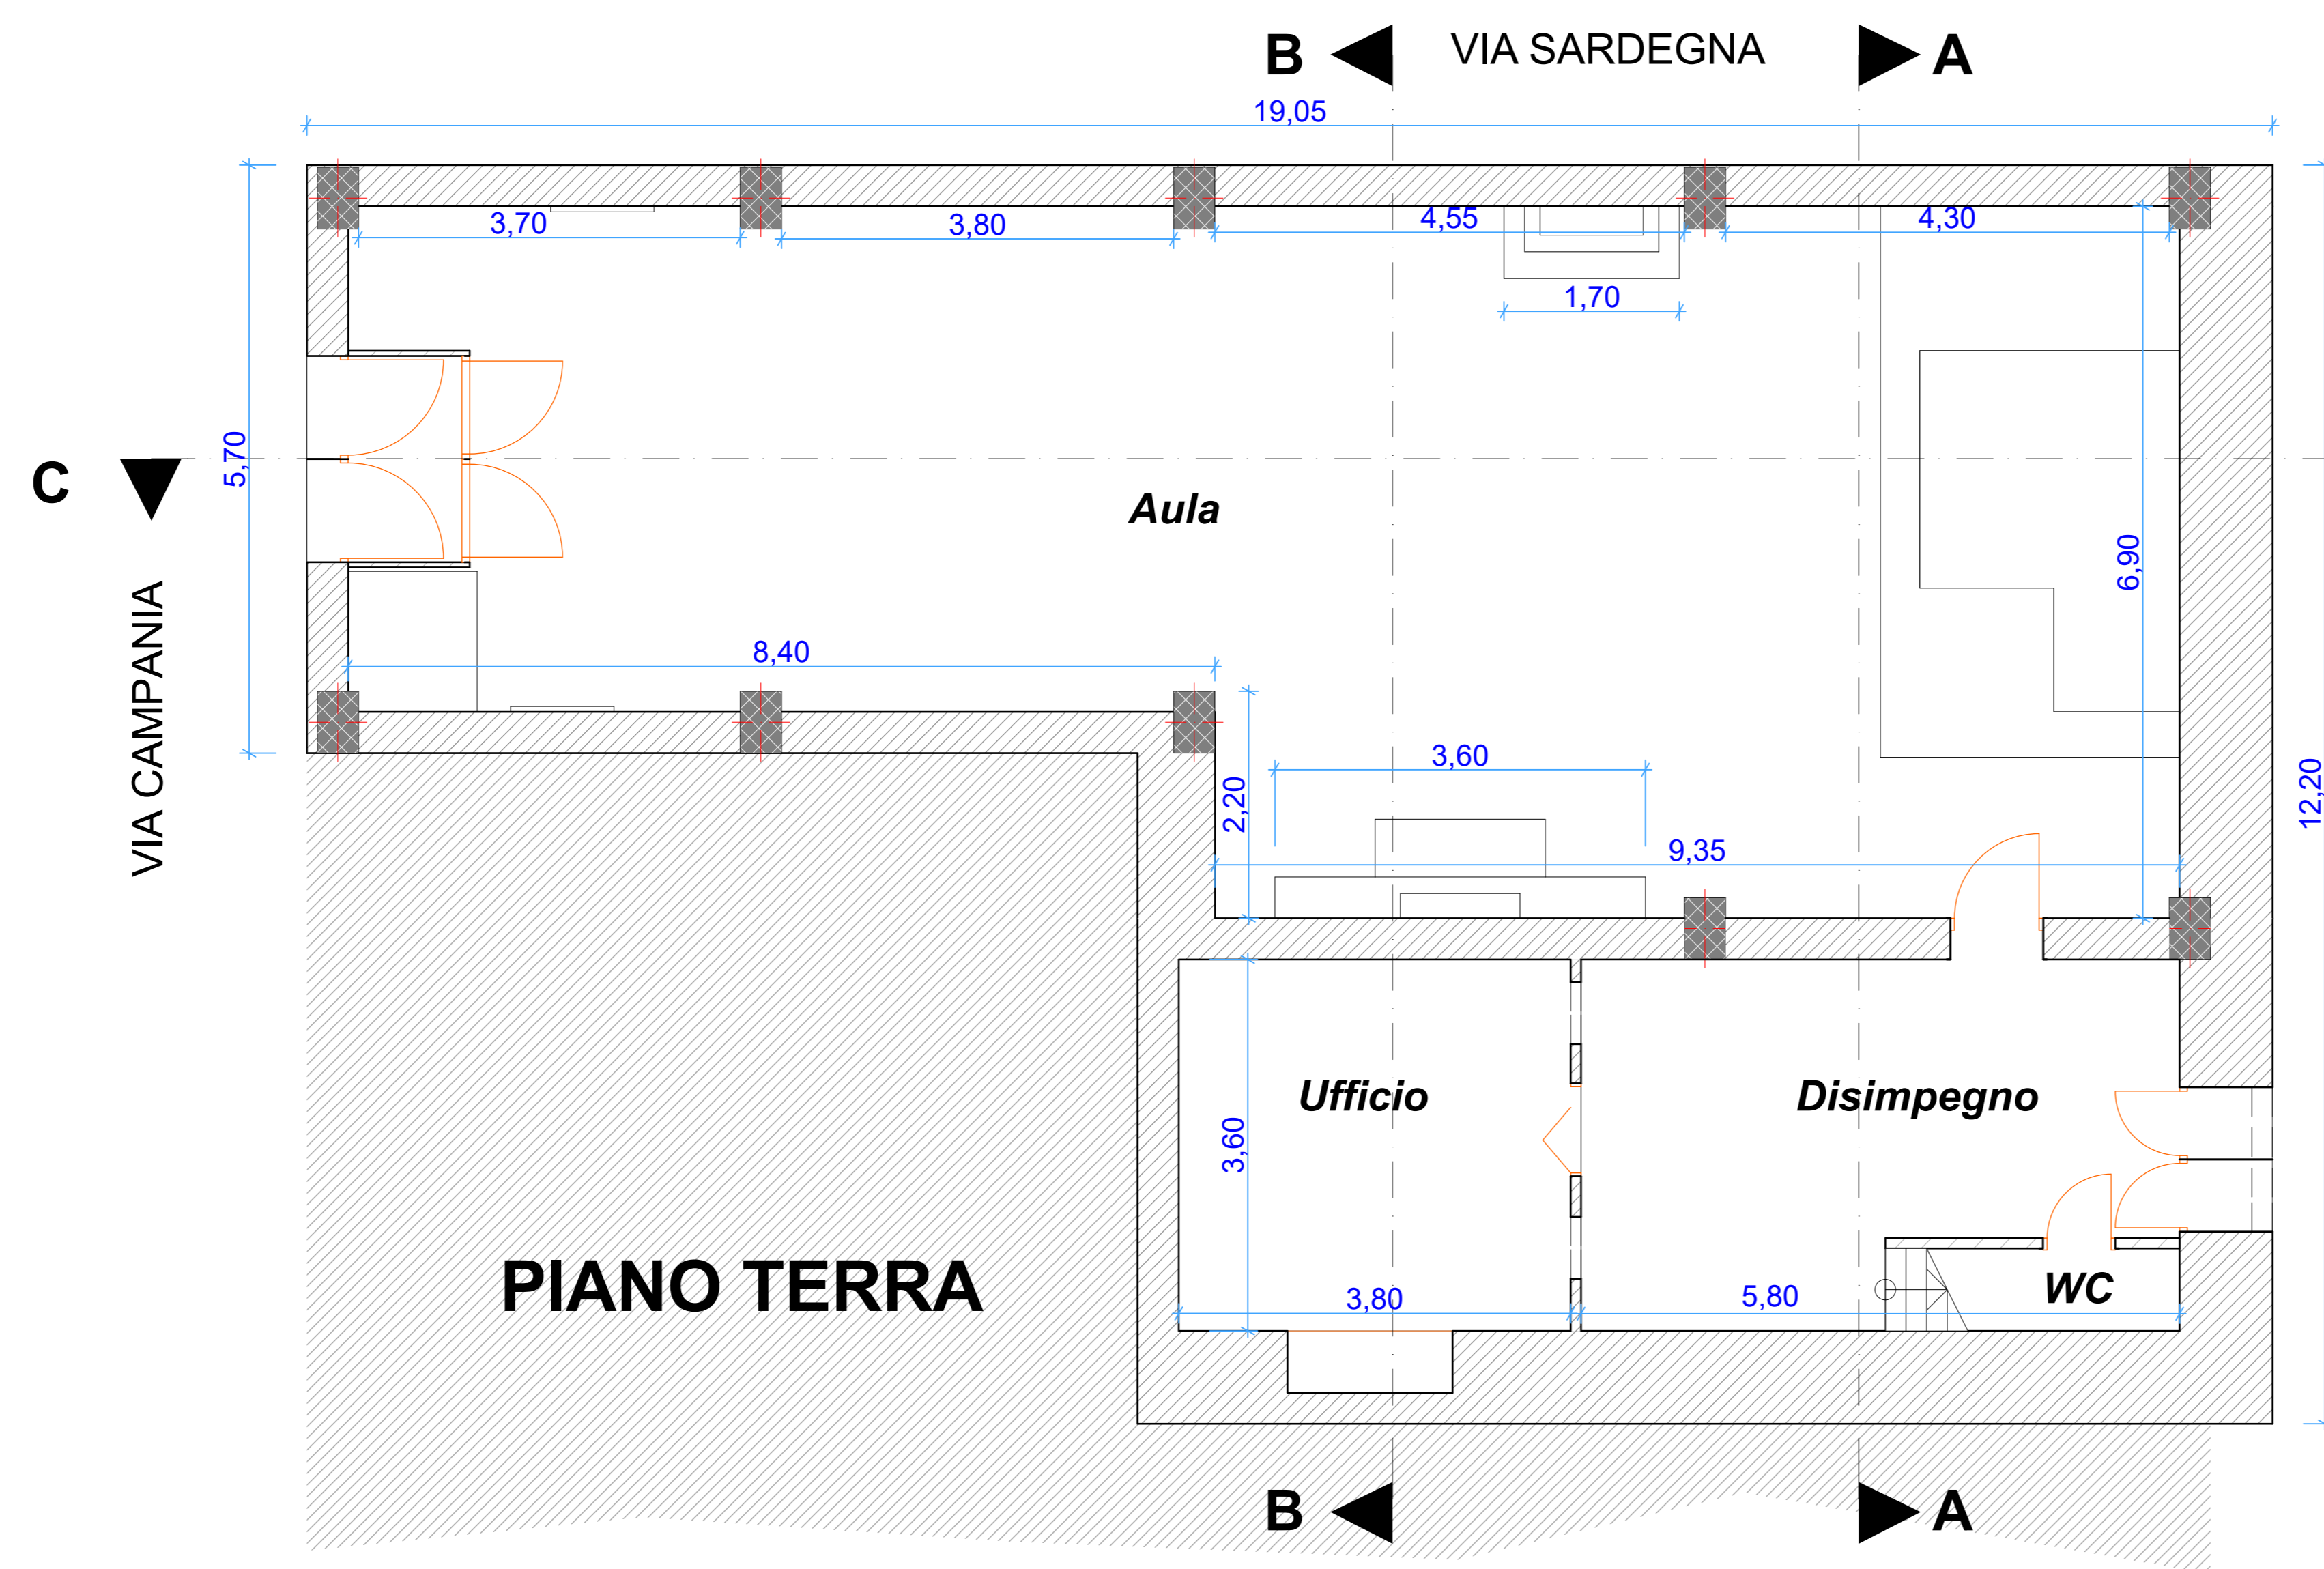 B
VIA SARDEGNA
A
19,05
3,70
3,80
4,55
4,30
1,70
C
5,70
Aula
6,90
VIA CAMPANIA
8,40
3,60
2,20
12,20
9,35
Ufficio
Disimpegno
3,60
PIANO TERRA
3,80
5,80
WC
B
A